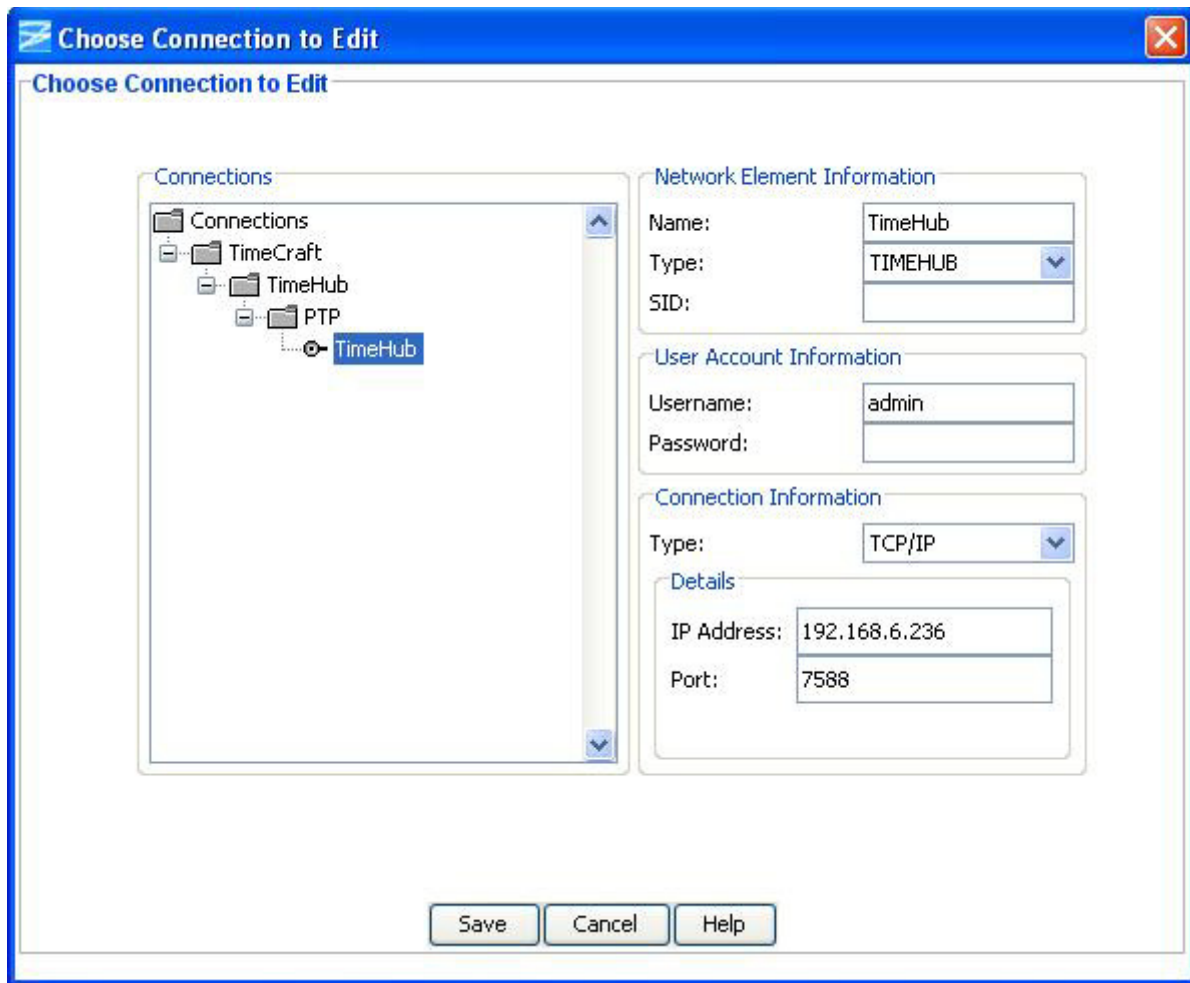 Choose Connection to Edit
Choose Connection to Edit
Connections
Connections
TimeCraft
TimeHub
PTP
TimeHub
Network Element Information
Name: TimeHub
Type: TIMEHUB
SID:
User Account Information
Username: admin
Password:
Connection Information
Type: TCP/IP
Details
IP Address: 192.168.6.236
Port: 7588
Save Cancel Help